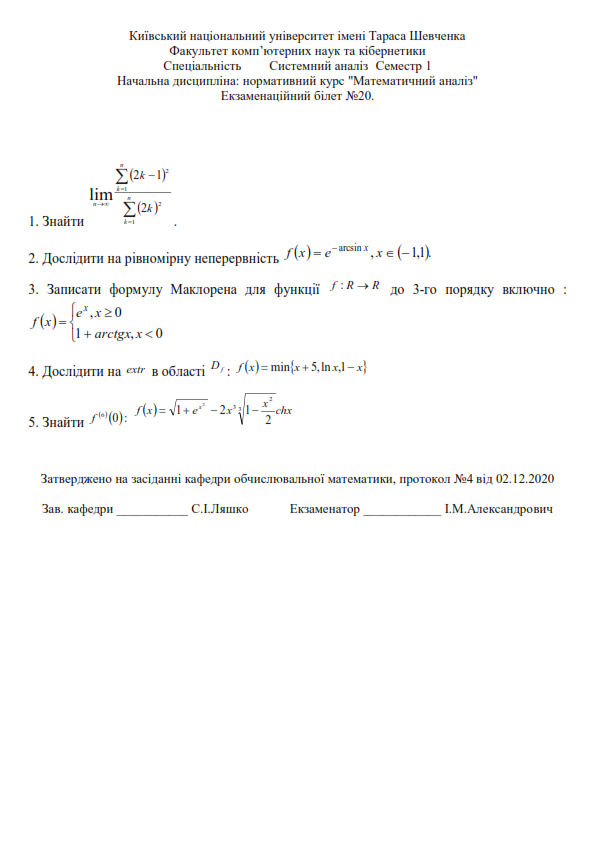 Київський національний університет імені Тараса Шевченка
Факультет комп’ютерних наук та кібернетики
Спеціальність Системний аналіз Семестр 1
Начальна дисципліна: нормативний курс "Математичний аналіз"
Екзаменаційний білет №20.
1. Знайти $\lim_{n\to\infty} \frac{\sum_{k=1}^{n}(2k-1)^2}{\sum_{k=1}^{n}(2k)^2}$ .
2. Дослідити на рівномірну неперервність $f(x)=e^{-\arcsin x}, x\in(-1,1).$
3. Записати формулу Маклорена для функції $f:R\to R$ до 3-го порядку включно :
$f(x)=\begin{cases}e^x, x\ge 0\\1+arctgx, x<0\end{cases}$
4. Дослідити на $extr$ в області $D_f$ : $f(x)=\min\{x+5,\ln x,1-x\}$
5. Знайти $f^{(6)}(0)$: $f(x)=\sqrt{1+e^{x^2}}-2x^3\sqrt[3]{1-\frac{x^2}{2}}chx$
Затверджено на засіданні кафедри обчислювальної математики, протокол №4 від 02.12.2020
Зав. кафедри ___________ С.І.Ляшко Екзаменатор ____________ І.М.Александрович